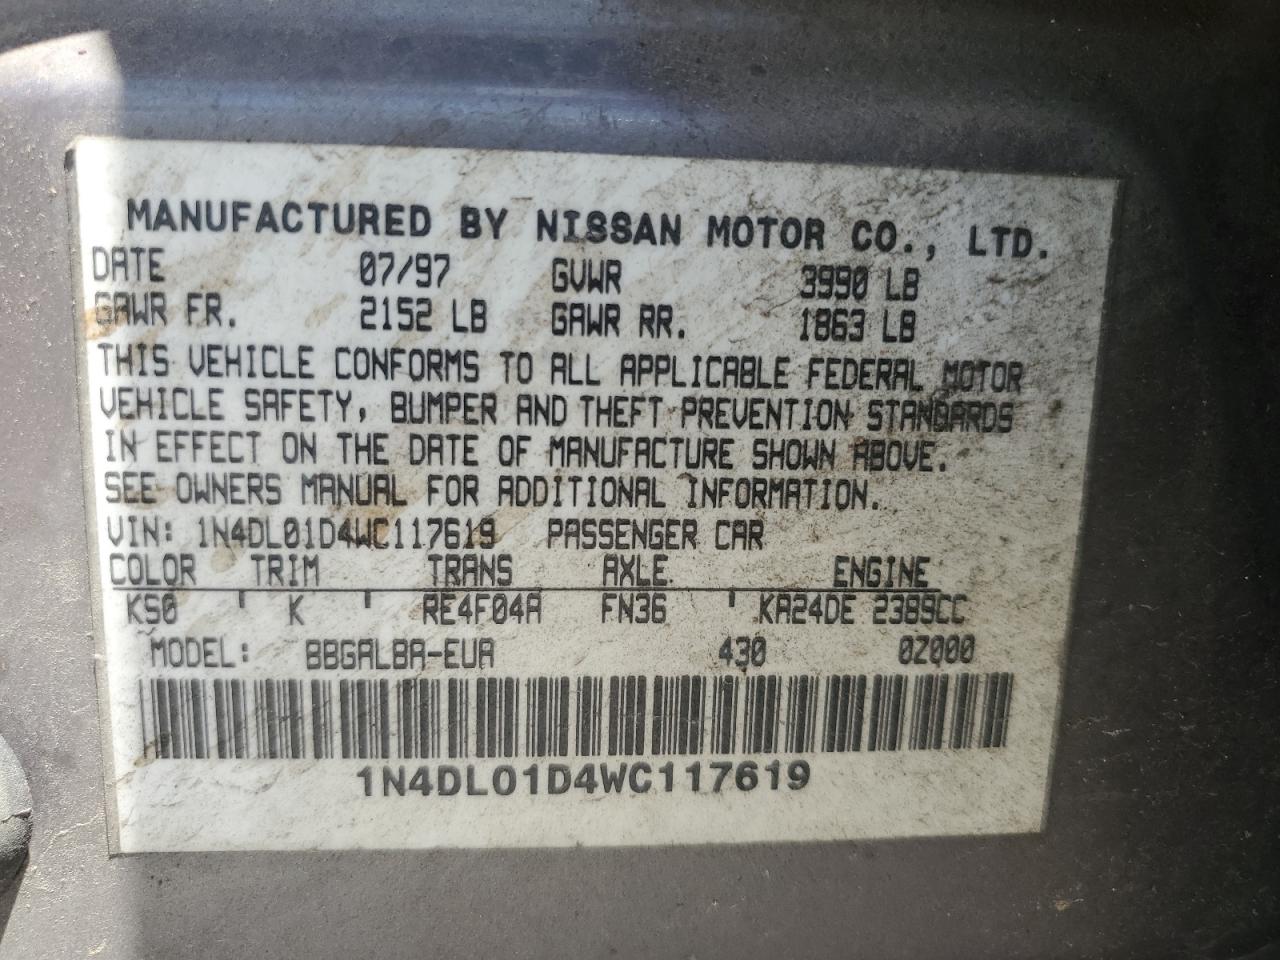 MANUFACTURED BY NISSAN MOTOR CO., LTD.
DATE 07/97 GVWR 3990 LB
GAWR FR. 2152 LB GAWR RR. 1863 LB
THIS VEHICLE CONFORMS TO ALL APPLICABLE FEDERAL MOTOR
VEHICLE SAFETY, BUMPER AND THEFT PREVENTION STANDARDS
IN EFFECT ON THE DATE OF MANUFACTURE SHOWN ABOVE.
SEE OWNERS MANUAL FOR ADDITIONAL INFORMATION.
VIN: 1N4DL01D4WC117619 PASSENGER CAR
COLOR TRIM TRANS AXLE ENGINE
KS0 K RE4F04A FN36 KA24DE 2389CC
MODEL: BBGALBA-EUA 430 0Z000
1N4DL01D4WC117619